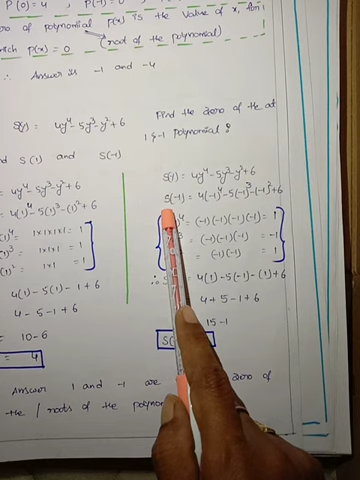 P(0) = 4 , P(-1) = 0
zero of polynomial P(x) is the value of x, for
which P(x) = 0 (root of the polynomial)
∴ Answer is -1 and -4
S(y) = 4y⁴ - 5y³ - y² + 6
S(1) and S(-1)
= 4y⁴ - 5y³ - y² + 6
= 4(1)⁴ - 5(1)³ - (1)² + 6
(1)⁴ = 1×1×1×1 = 1
(1)³ = 1×1×1 = 1
(1)² = 1×1 = 1
4(1) - 5(1) - 1 + 6
4 - 5 - 1 + 6
= 10 - 6
= 4
Find the zero of the at
1 & -1 polynomial ?
S(y) = 4y⁴ - 5y³ - y² + 6
S(-1) = 4(-1)⁴ - 5(-1)³ - (-1)² + 6
= (-1)(-1)(-1)(-1) = 1
= (-1)(-1)(-1) = -1
= (-1)(-1) = 1
∴ = 4(1) - 5(-1) - (1) + 6
4 + 5 - 1 + 6
15 - 1
Answer 1 and -1 are zero of
the / roots of the